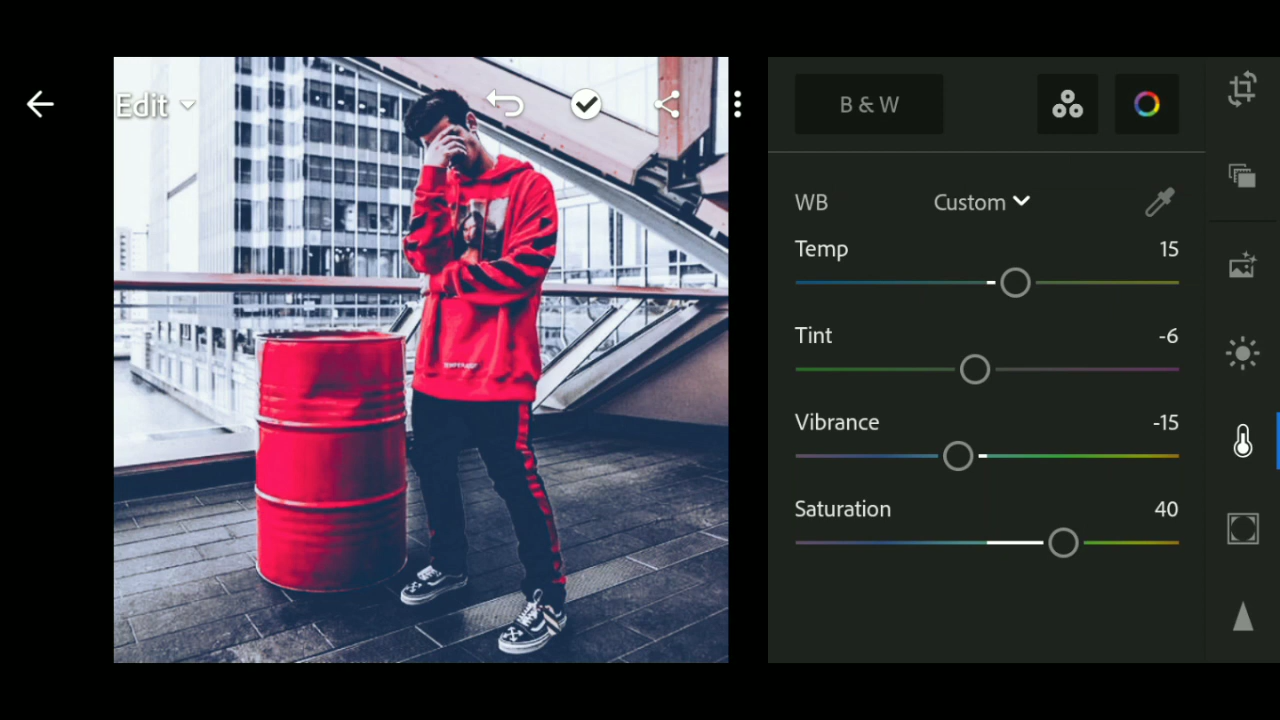 Edit
B & W
WB Custom
Temp 15
Tint -6
Vibrance -15
Saturation 40